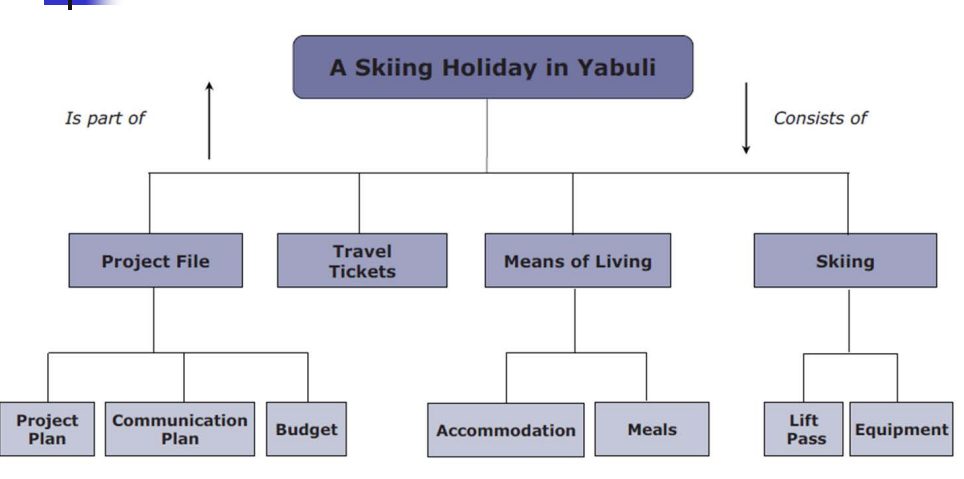 A Skiing Holiday in Yabuli
Is part of
Consists of
Project File
Travel
Tickets
Means of Living
Skiing
Project
Plan
Communication
Plan
Budget
Accommodation
Meals
Lift
Pass
Equipment